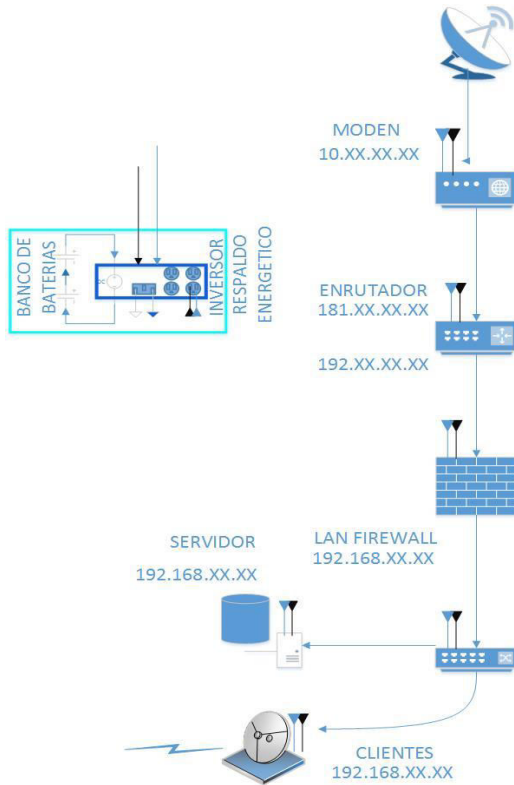 MODEN
10.XX.XX.XX
BANCO DE
BATERIAS
INVERSOR
RESPALDO
ENERGETICO
ENRUTADOR
181.XX.XX.XX
192.XX.XX.XX
LAN FIREWALL
192.168.XX.XX
SERVIDOR
192.168.XX.XX
CLIENTES
192.168.XX.XX